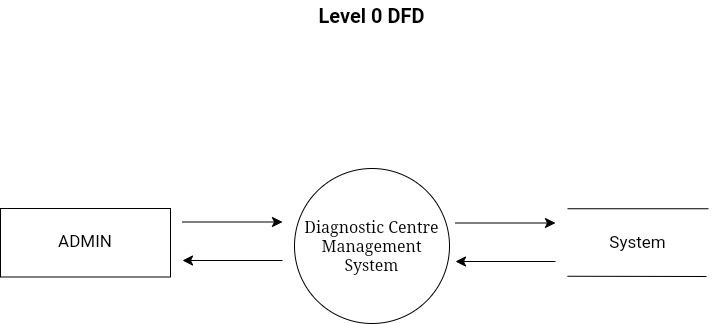 Level 0 DFD
ADMIN
Diagnostic Centre
Management
System
System